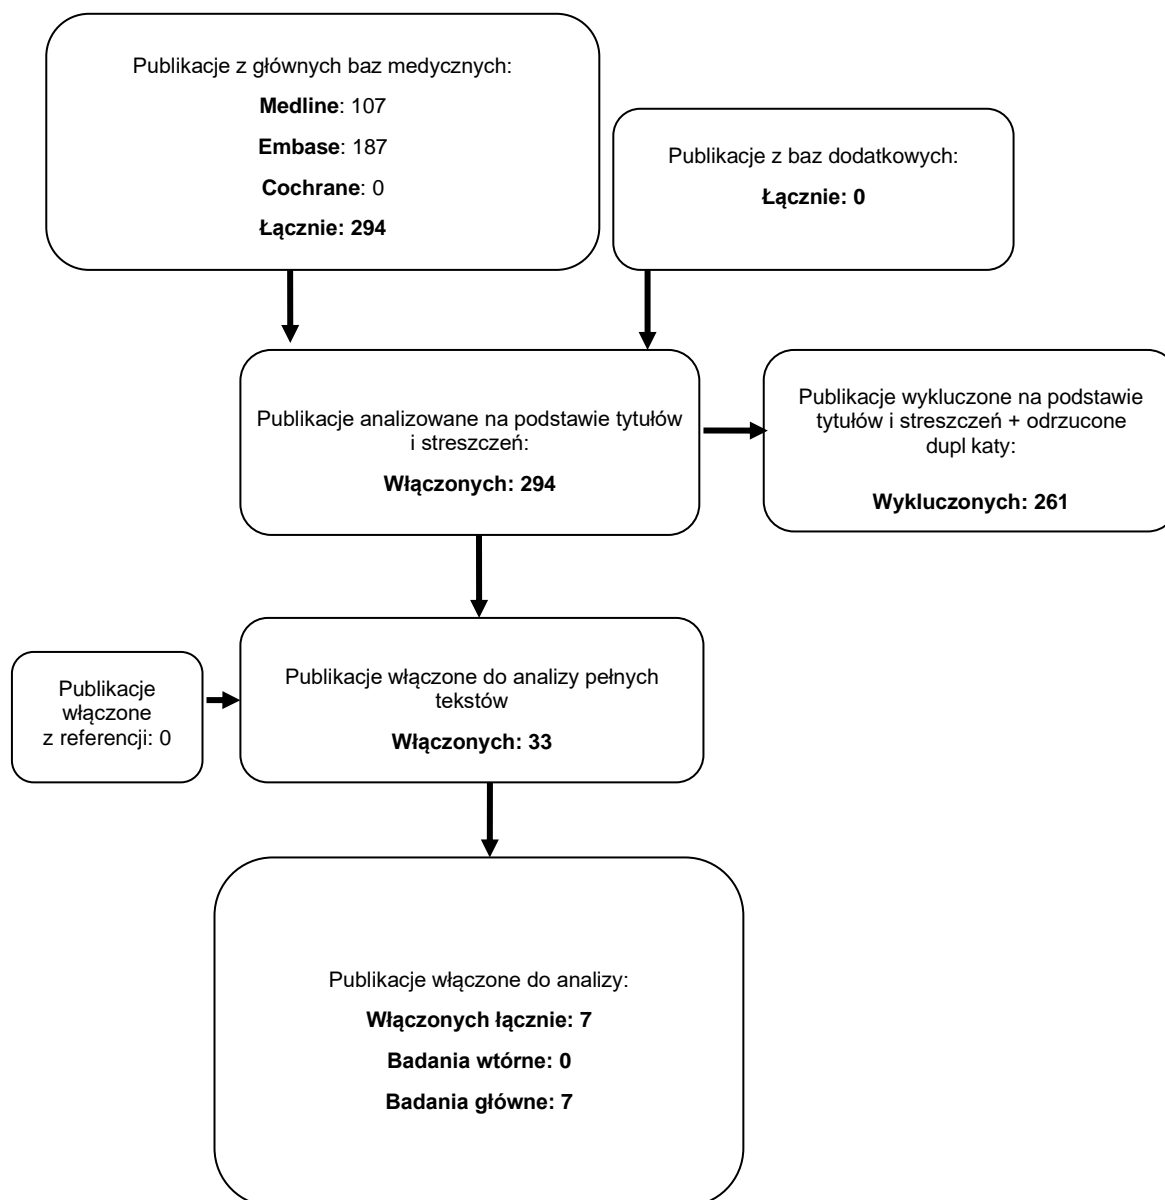 Publikacje z głównych baz medycznych:
Medline: 107
Embase: 187
Cochrane: 0
Łącznie: 294
Publikacje z baz dodatkowych:
Łącznie: 0
Publikacje analizowane na podstawie tytułów
i streszczeń:
Włączonych: 294
Publikacje wykluczone na podstawie
tytułów i streszczeń + odrzucone
dupl katy:
Wykluczonych: 261
Publikacje
włączone
z referencji: 0
Publikacje włączone do analizy pełnych
tekstów
Włączonych: 33
Publikacje włączone do analizy:
Włączonych łącznie: 7
Badania wtórne: 0
Badania główne: 7